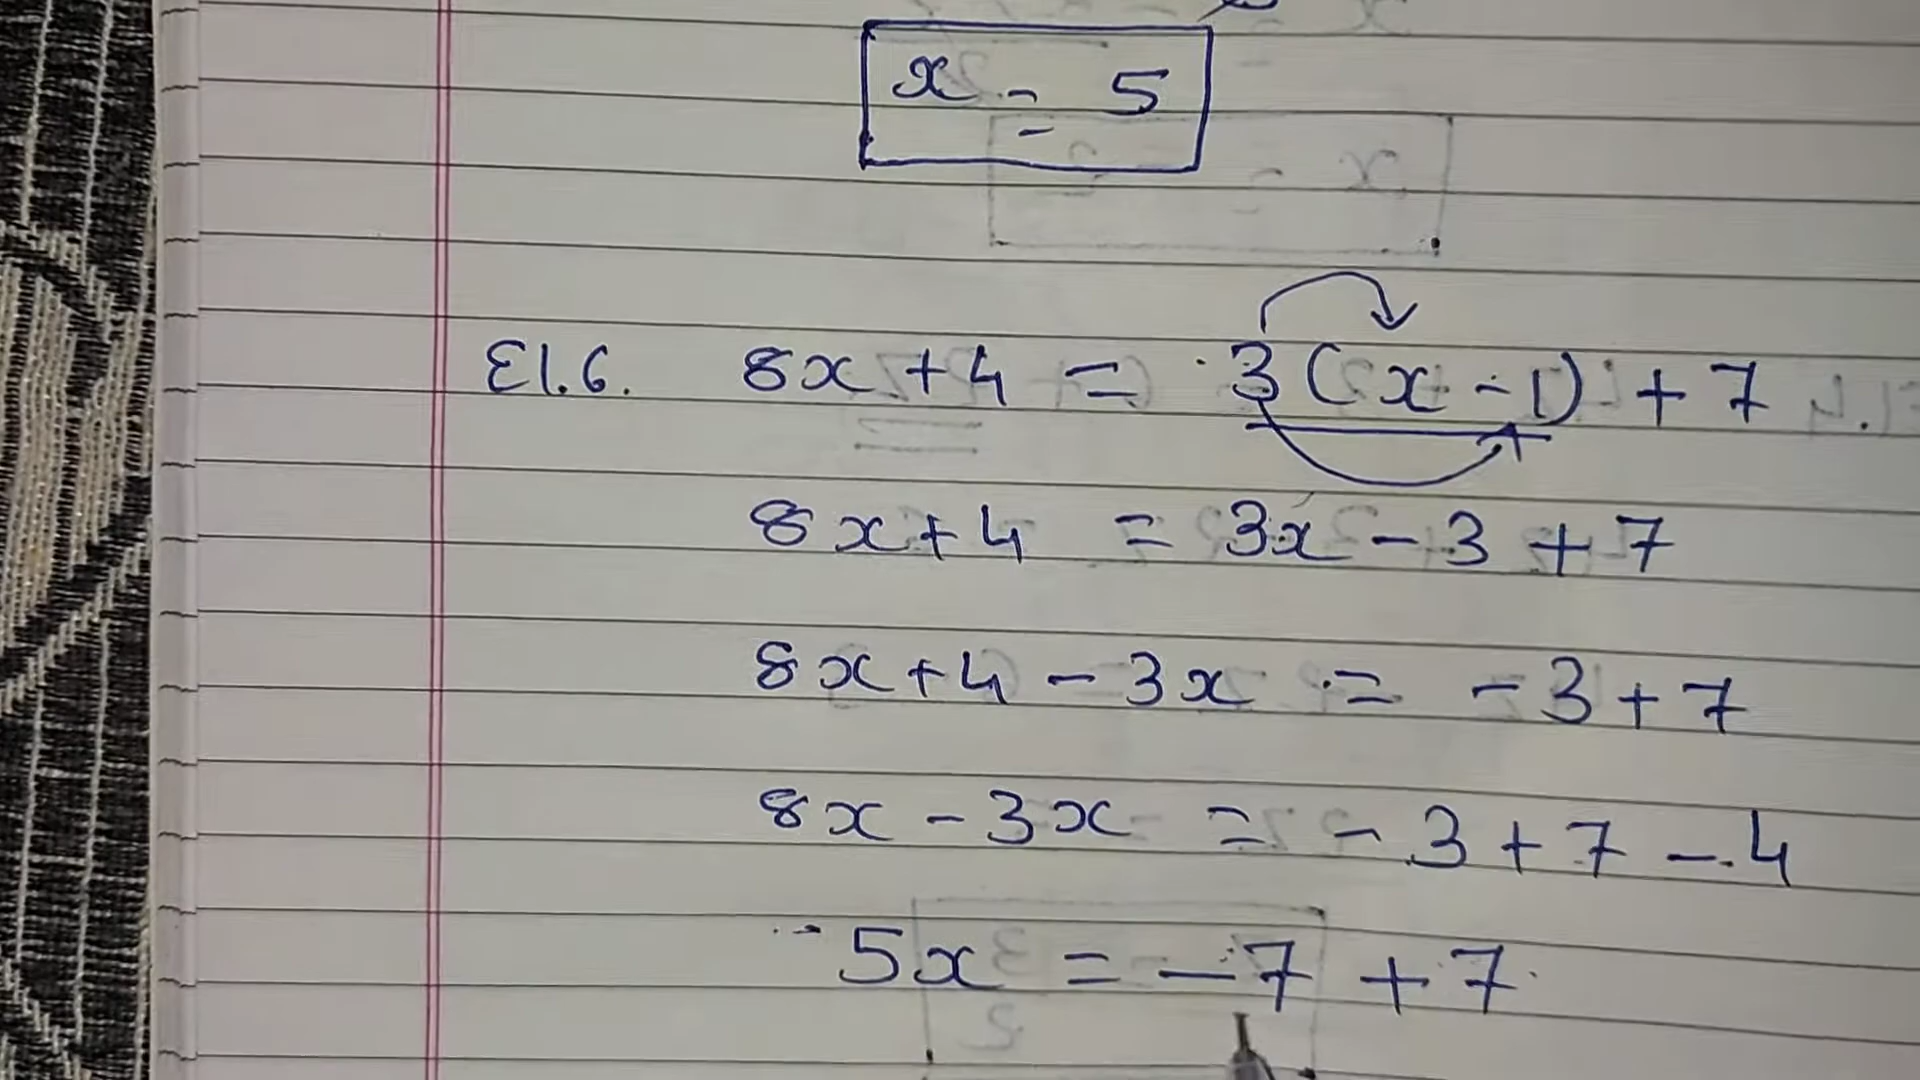 x = 5
E1.6. 8x + 4 = 3(x - 1) + 7
8x + 4 = 3x - 3 + 7
8x + 4 - 3x = - 3 + 7
8x - 3x = - 3 + 7 - 4
5x = - 7 + 7